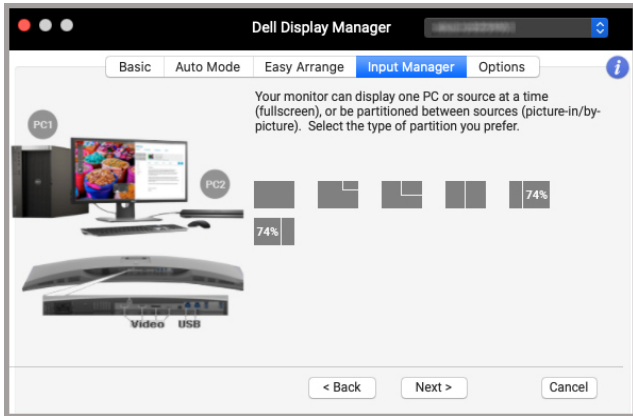 Dell Display Manager
Basic
Auto Mode
Easy Arrange
Input Manager
Options
i
Your monitor can display one PC or source at a time
(fullscreen), or be partitioned between sources (picture-in/by-
picture). Select the type of partition you prefer.
PC1
PC2
74%
74%
Video
USB
< Back
Next >
Cancel